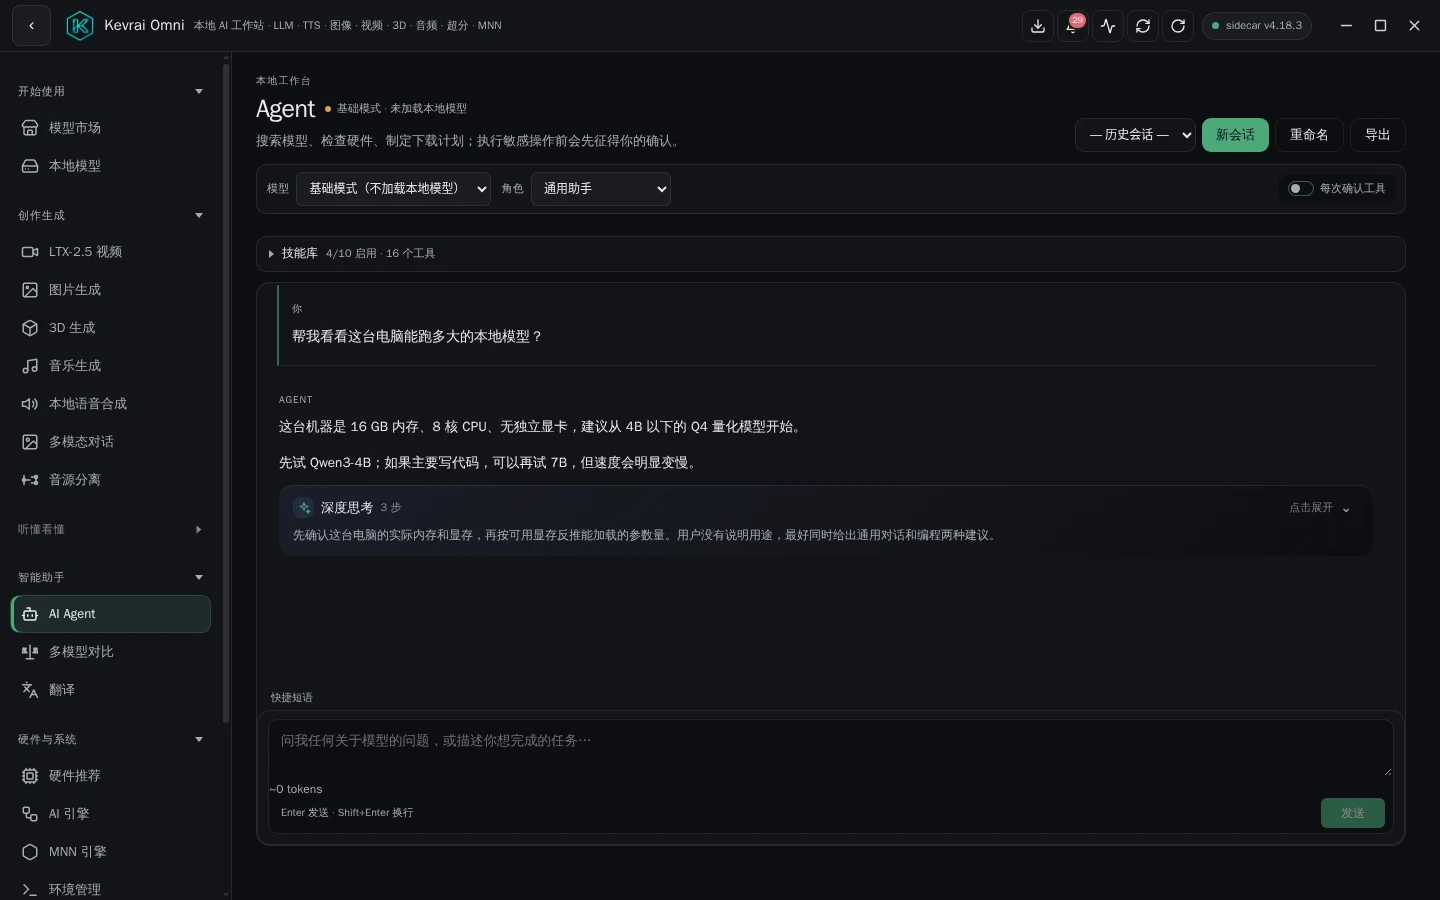 Kevrai Omni 本地 AI 工作站 · LLM · TTS · 图像 · 视频 · 3D · 音频 · 超分 · MNN
29
sidecar v4.18.3
开始使用
模型市场
本地模型
创作生成
LTX-2.5 视频
图片生成
3D 生成
音乐生成
本地语音合成
多模态对话
音源分离
听懂看懂
智能助手
AI Agent
多模型对比
翻译
硬件与系统
硬件推荐
AI 引擎
MNN 引擎
环境管理
本地工作台
Agent 基础模式 · 未加载本地模型
搜索模型、检查硬件、制定下载计划；执行敏感操作前会先征得你的确认。
— 历史会话 — 新会话 重命名 导出
模型 基础模式（不加载本地模型） 角色 通用助手 每次确认工具
技能库 4/10 启用 · 16 个工具
你
帮我看看这台电脑能跑多大的本地模型？
AGENT
这台机器是 16 GB 内存、8 核 CPU、无独立显卡，建议从 4B 以下的 Q4 量化模型开始。
先试 Qwen3-4B；如果主要写代码，可以再试 7B，但速度会明显变慢。
深度思考 3 步 点击展开
先确认这台电脑的实际内存和显存，再按可用显存反推能加载的参数量。用户没有说明用途，最好同时给出通用对话和编程两种建议。
快捷短语
问我任何关于模型的问题，或描述你想完成的任务…
~0 tokens
Enter 发送 · Shift+Enter 换行
发送